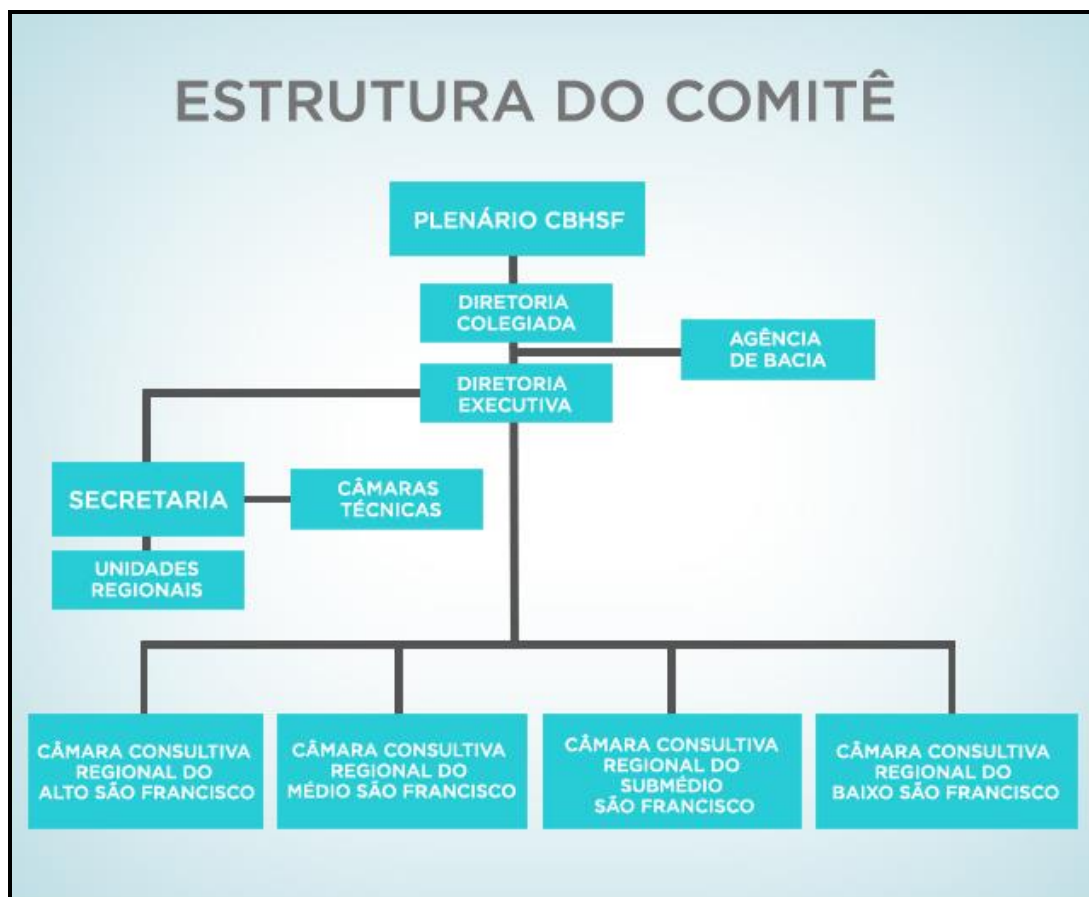 ESTRUTURA DO COMITÊ
PLENÁRIO CBHSF
DIRETORIA
COLEGIADA
AGÊNCIA
DE BACIA
DIRETORIA
EXECUTIVA
SECRETARIA
CÂMARAS
TÉCNICAS
UNIDADES
REGIONAIS
CÂMARA CONSULTIVA
REGIONAL DO
ALTO SÃO FRANCISCO
CÂMARA CONSULTIVA
REGIONAL DO
MÉDIO SÃO FRANCISCO
CÂMARA CONSULTIVA
REGIONAL DO
SUBMÉDIO
SÃO FRANCISCO
CÂMARA CONSULTIVA
REGIONAL DO
BAIXO SÃO FRANCISCO